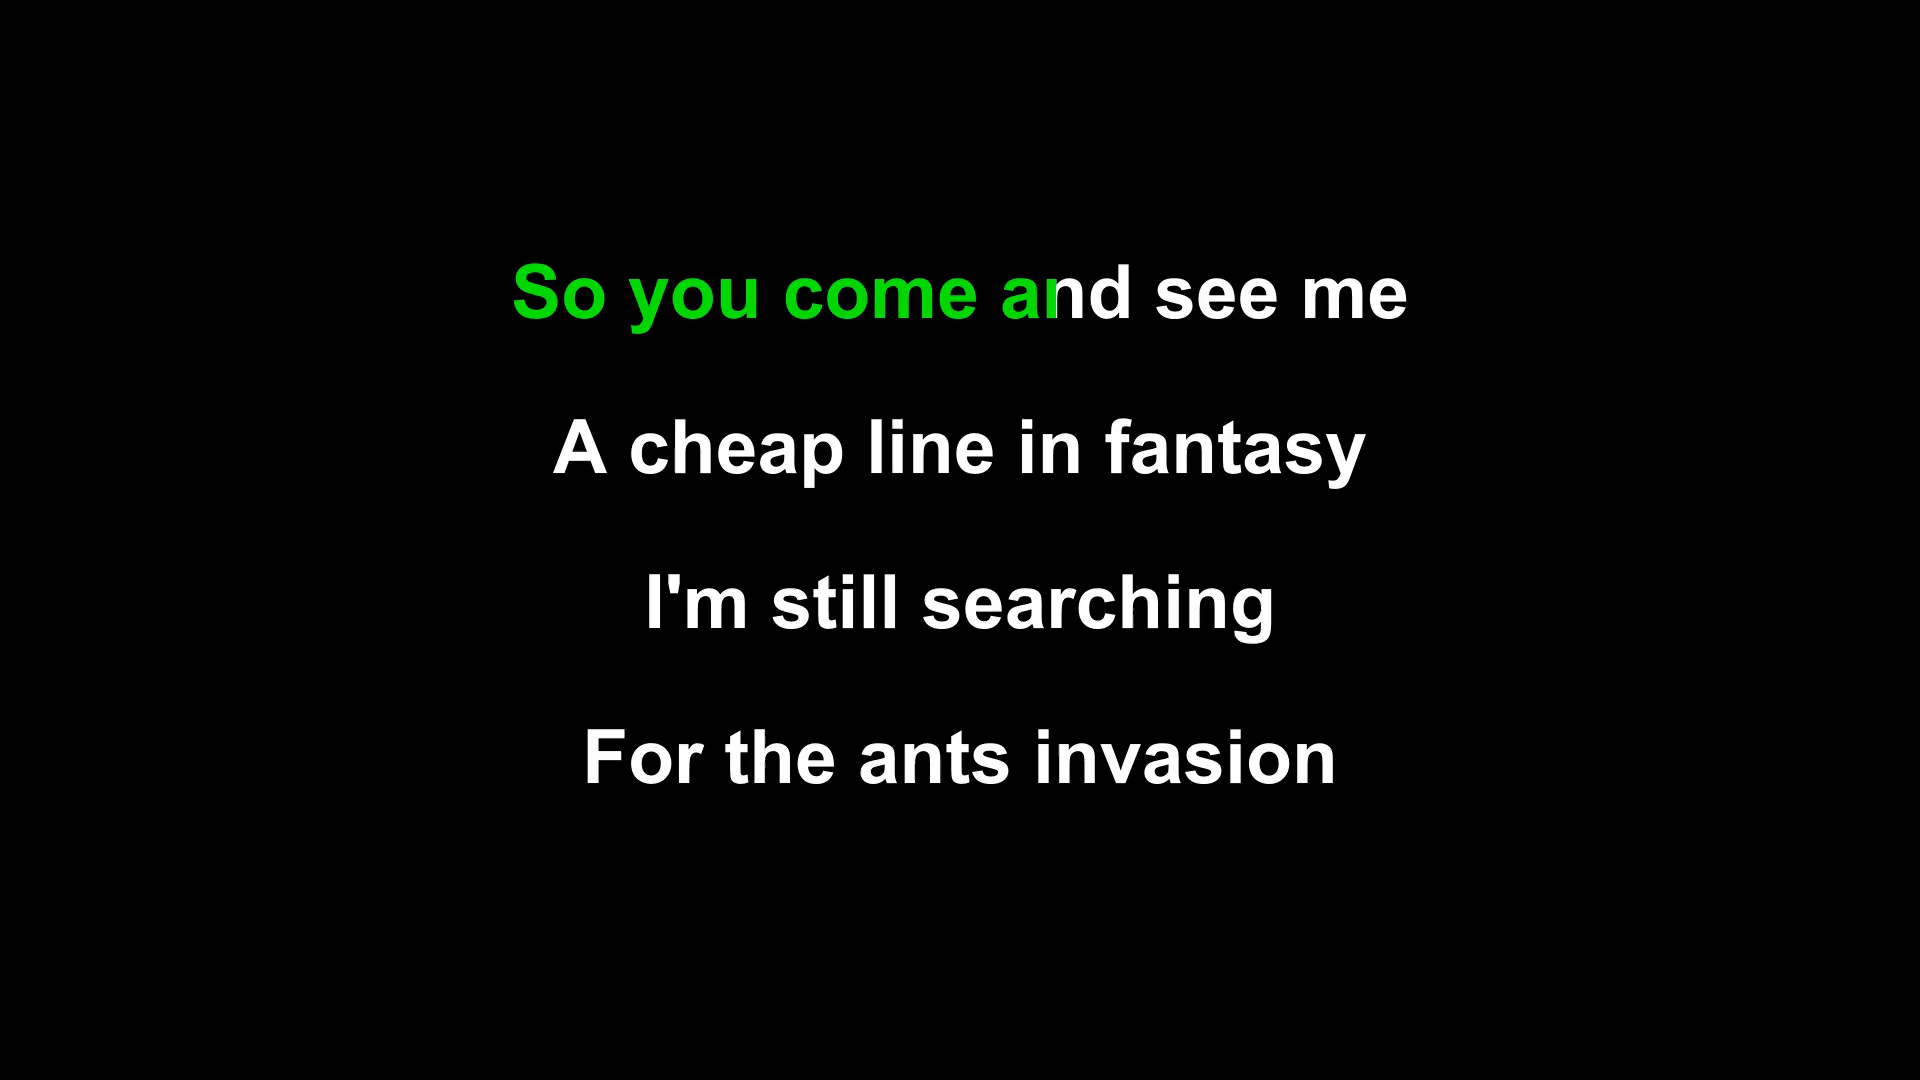 So you come and see me
A cheap line in fantasy
I'm still searching
For the ants invasion